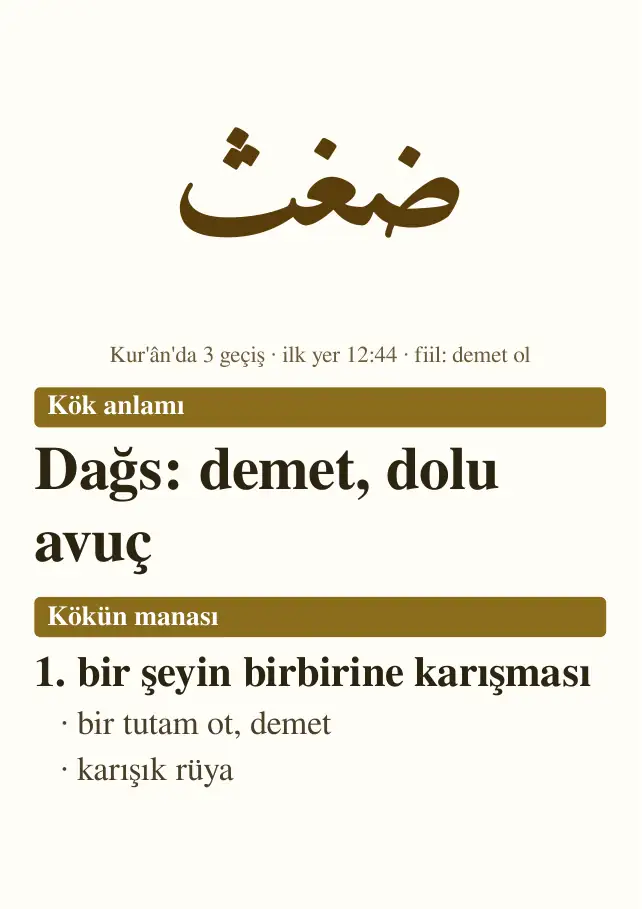 ضغث
Kur'ân'da 3 geçiş · ilk yer 12:44 · fiil: demet ol
Kök anlamı
Dağs: demet, dolu
avuç
Kökün manası
1. bir şeyin birbirine karışması
· bir tutam ot, demet
· karışık rüya